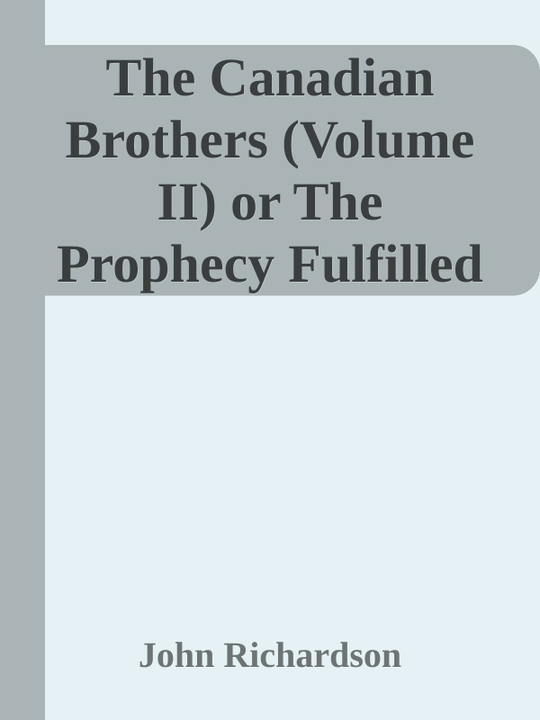 The Canadian
Brothers (Volume
II) or The
Prophecy Fulfilled
John Richardson